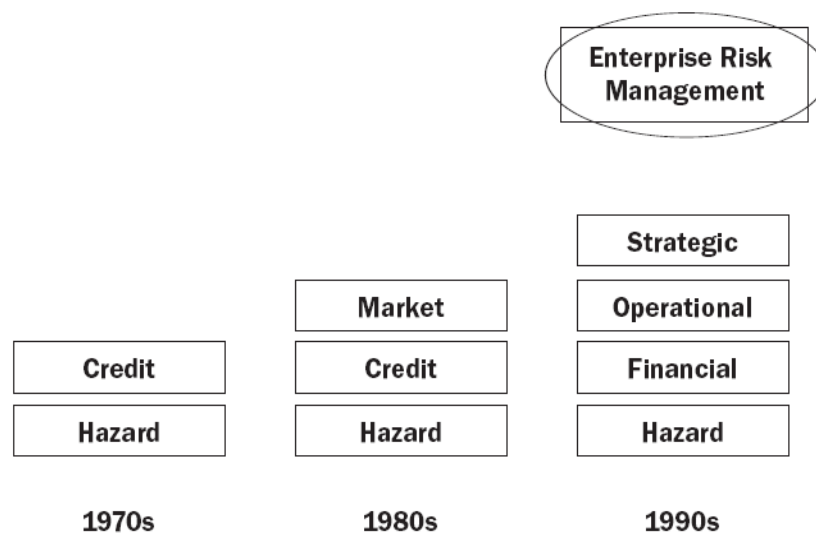 Enterprise Risk
Management
Strategic
Market
Operational
Credit
Credit
Financial
Hazard
Hazard
Hazard
1970s
1980s
1990s